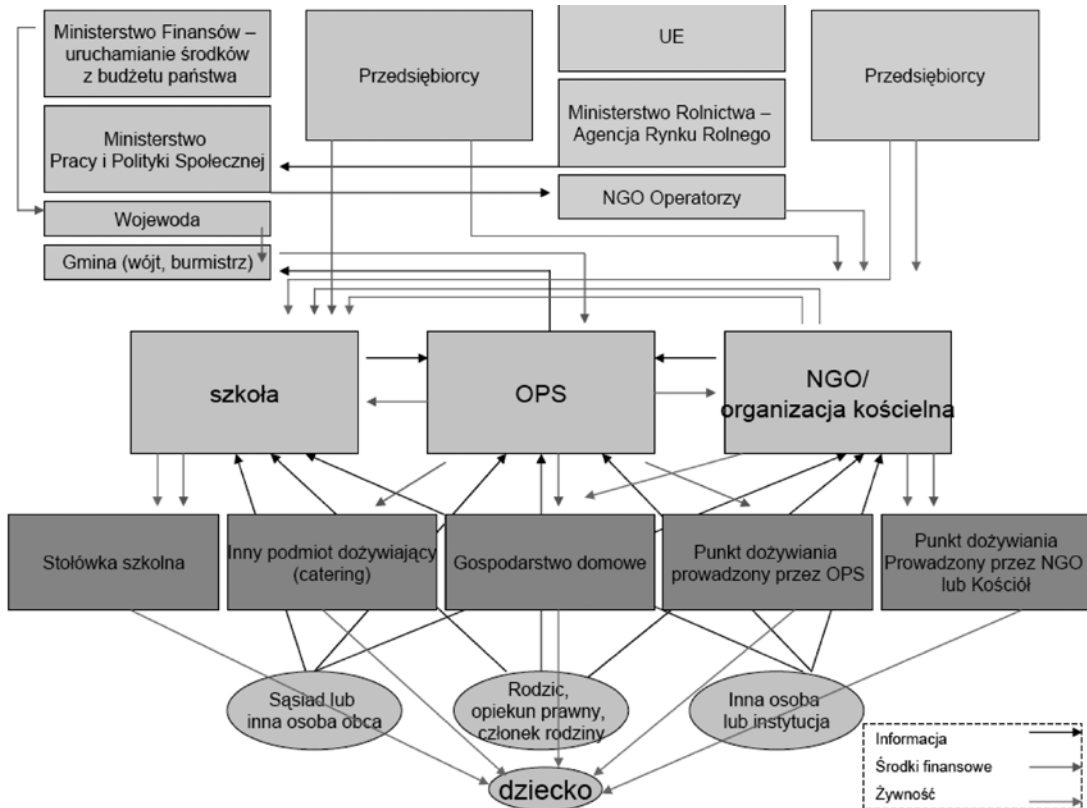 Ministerstwo Finansów –
uruchamianie środków
z budżetu państwa
Przedsiębiorcy
UE
Przedsiębiorcy
Ministerstwo
Pracy i Polityki Społecznej
Ministerstwo Rolnictwa –
Agencja Rynku Rolnego
Wojewoda
NGO Operatorzy
Gmina (wójt, burmistrz)
szkoła
OPS
NGO/
organizacja kościelna
Stołówka szkolna
Inny podmiot dożywiający
(catering)
Gospodarstwo domowe
Punkt dożywiania
prowadzony przez OPS
Punkt dożywiania
Prowadzony przez NGO
lub Kościół
Sąsiad lub
inna osoba obca
Rodzic,
opiekun prawny,
członek rodziny
Inna osoba
lub instytucja
dziecko
Informacja
Środki finansowe
Żywność